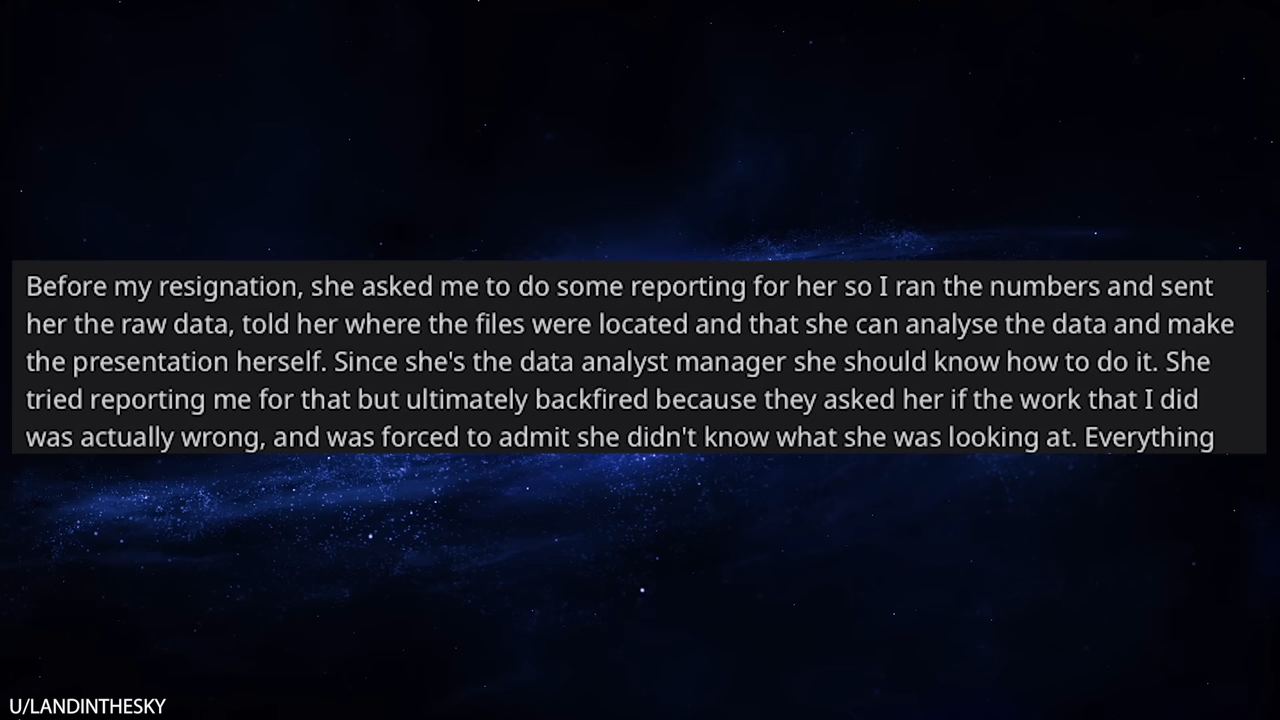 Before my resignation, she asked me to do some reporting for her so I ran the numbers and sent
her the raw data, told her where the files were located and that she can analyse the data and make
the presentation herself. Since she's the data analyst manager she should know how to do it. She
tried reporting me for that but ultimately backfired because they asked her if the work that I did
was actually wrong, and was forced to admit she didn't know what she was looking at. Everything
U/LANDINTHESKY